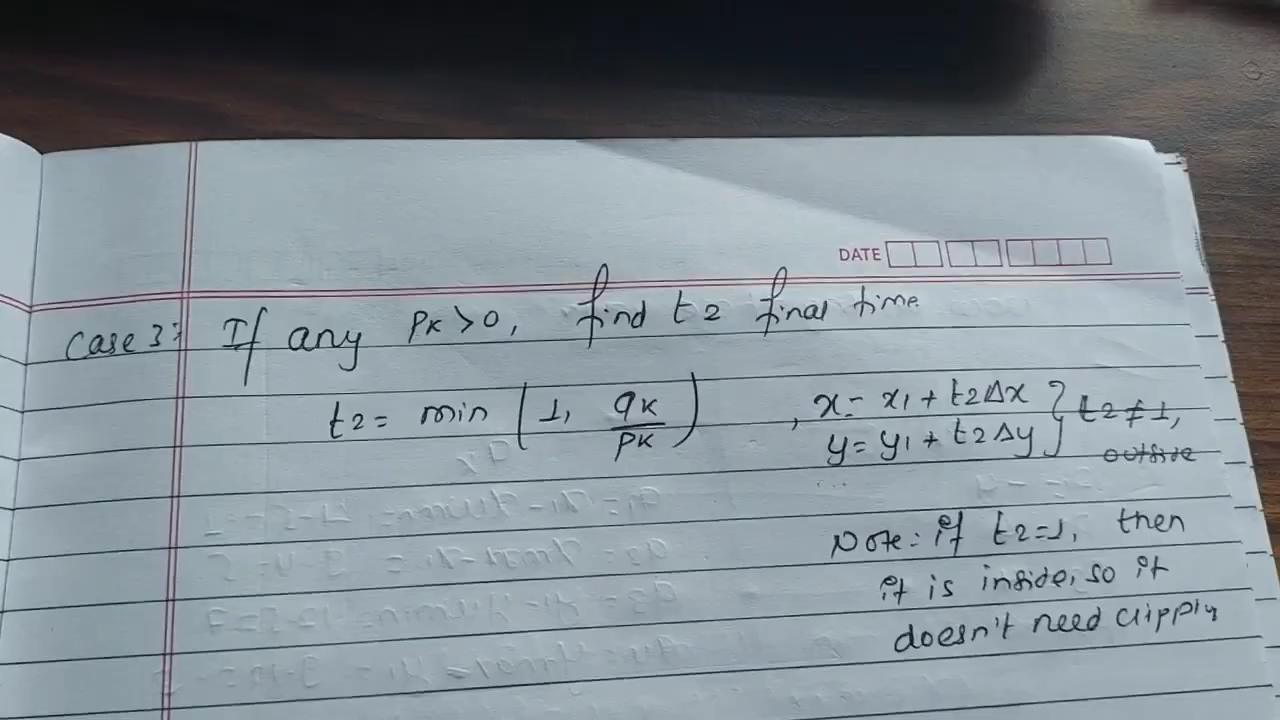 DATE
Case 3: If any PK>0, find t2 final time
t2 = min (1, qK/PK) , x = x1 + t2Δx } t2 ≠ 1,
y = y1 + t2Δy outside
Note: if t2=1, then
it is inside, so it
doesn't need clipping